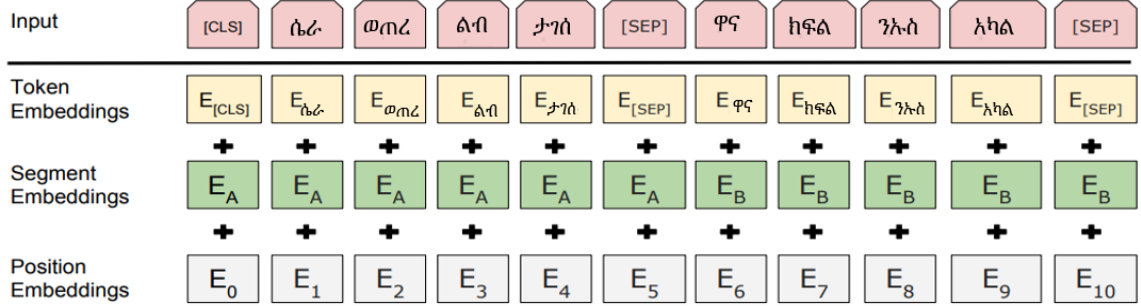 Input [CLS] ሴራ ወጠረ ልብ ታገሰ [SEP] ዋና ክፍል ንኡስ አካል [SEP]
Token Embeddings E[CLS] Eሴራ Eወጠረ Eልብ Eታገሰ E[SEP] Eዋና Eክፍል Eንኡስ Eአካል E[SEP]
Segment Embeddings EA EA EA EA EA EA EB EB EB EB EB
Position Embeddings E0 E1 E2 E3 E4 E5 E6 E7 E8 E9 E10